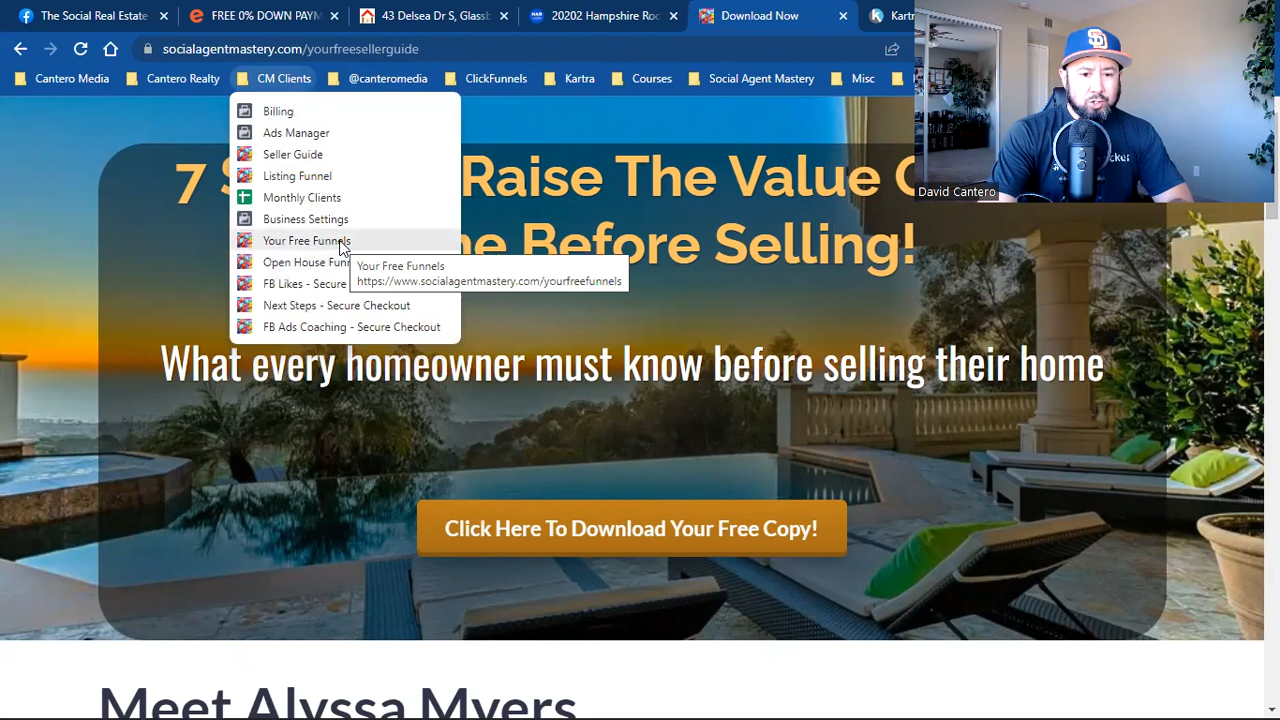 The Social Real Estate
FREE 0% DOWN PAYM
43 Delsea Dr S, Glassb
20202 Hampshire Roc
Download Now
Kartr
socialagentmastery.com/yourfreesellerguide
Cantero Media
Cantero Realty
CM Clients
@canteromedia
ClickFunnels
Kartra
Courses
Social Agent Mastery
Misc
Billing
Ads Manager
Seller Guide
Listing Funnel
Monthly Clients
Business Settings
Your Free Funnels
Open House Funn
FB Likes - Secure
Next Steps - Secure Checkout
FB Ads Coaching - Secure Checkout
Your Free Funnels
https://www.socialagentmastery.com/yourfreefunnels
David Cantero
7 S Raise The Value O
ne Before Selling!
What every homeowner must know before selling their home
Click Here To Download Your Free Copy!
Meet Alyssa Myers